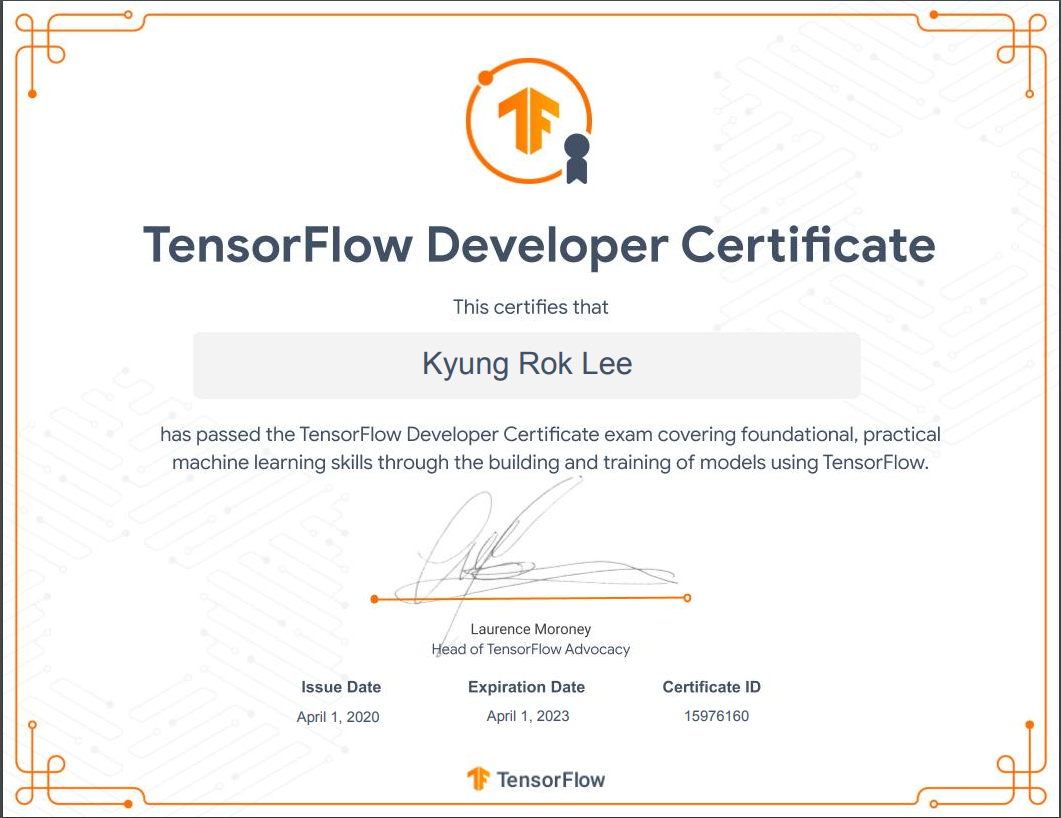 TensorFlow Developer Certificate
This certifies that
Kyung Rok Lee
has passed the TensorFlow Developer Certificate exam covering foundational, practical
machine learning skills through the building and training of models using TensorFlow.
Laurence Moroney
Head of TensorFlow Advocacy
Issue Date Expiration Date Certificate ID
April 1, 2020 April 1, 2023 15976160
TensorFlow